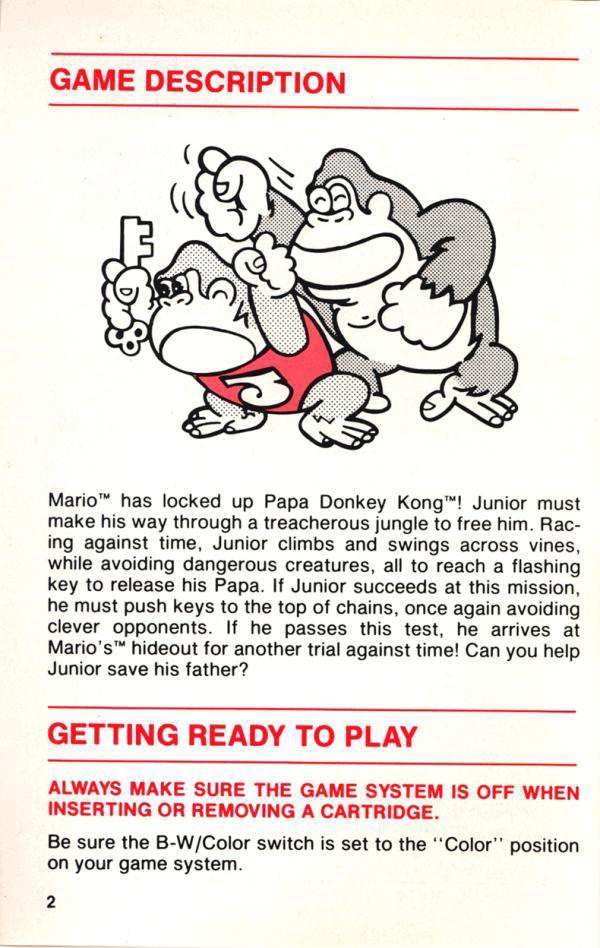 GAME DESCRIPTION
J
Mario™ has locked up Papa Donkey Kong™! Junior must
make his way through a treacherous jungle to free him. Rac-
ing against time, Junior climbs and swings across vines,
while avoiding dangerous creatures, all to reach a flashing
key to release his Papa. If Junior succeeds at this mission,
he must push keys to the top of chains, once again avoiding
clever opponents. If he passes this test, he arrives at
Mario's™ hideout for another trial against time! Can you help
Junior save his father?
GETTING READY TO PLAY
ALWAYS MAKE SURE THE GAME SYSTEM IS OFF WHEN
INSERTING OR REMOVING A CARTRIDGE.
Be sure the B-W/Color switch is set to the ''Color'' position
on your game system.
2